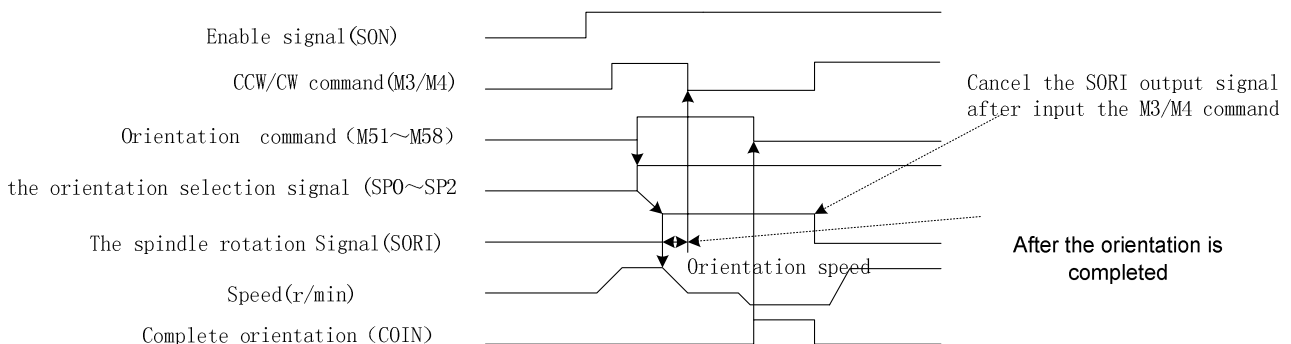 Enable signal(SON)
CCW/CW command(M3/M4)
Cancel the SORI output signal
after input the M3/M4 command
Orientation command (M51～M58)
the orientation selection signal (SP0～SP2
The spindle rotation Signal(SORI)
After the orientation is
completed
Orientation speed
Speed(r/min)
Complete orientation (COIN)